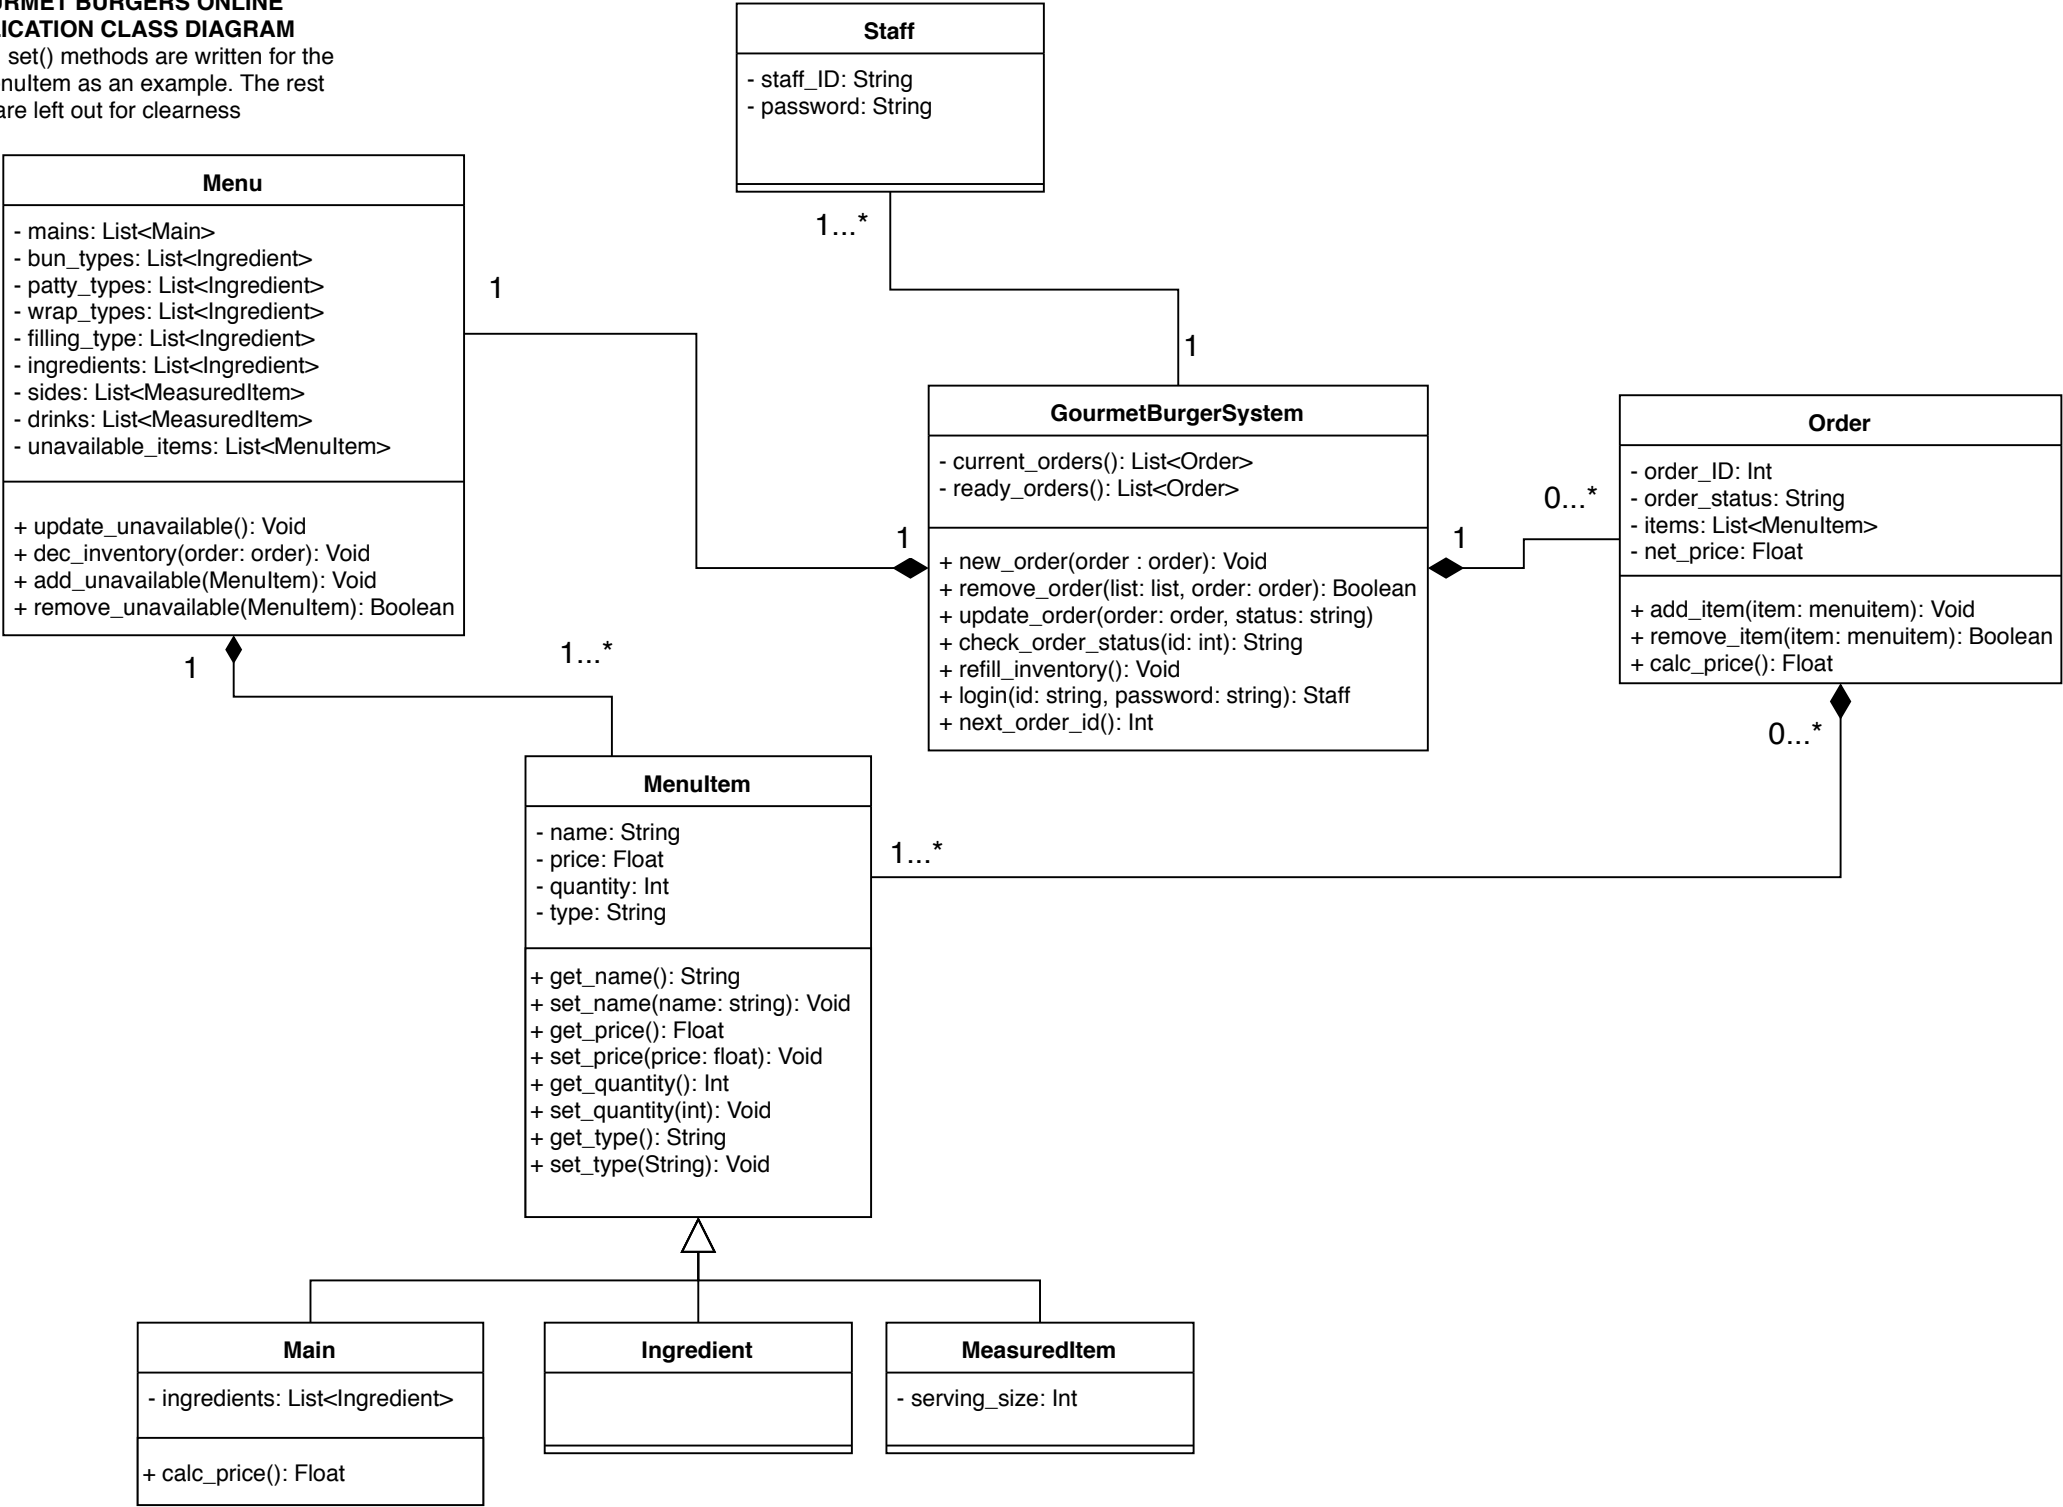 BURGERS ONLINE
CLASS DIAGRAM
set() methods are written for the
as an example. The rest
are left out for clearness
Staff
- staff_ID: String
- password: String
1...*
Menu
- mains: List<Main>
- bun_types: List<Ingredient>
- patty_types: List<Ingredient>
- wrap_types: List<Ingredient>
- filling_type: List<Ingredient>
- ingredients: List<Ingredient>
- sides: List<MeasuredItem>
- drinks: List<MeasuredItem>
- unavailable_items: List<MenuItem>
+ update_unavailable(): Void
+ dec_inventory(order: order): Void
+ add_unavailable(MenuItem): Void
+ remove_unavailable(MenuItem): Boolean
1
1
GourmetBurgerSystem
- current_orders(): List<Order>
- ready_orders(): List<Order>
+ new_order(order : order): Void
+ remove_order(list: list, order: order): Boolean
+ update_order(order: order, status: string)
+ check_order_status(id: int): String
+ refill_inventory(): Void
+ login(id: string, password: string): Staff
+ next_order_id(): Int
1
1
0...*
Order
- order_ID: Int
- order_status: String
- items: List<MenuItem>
- net_price: Float
+ add_item(item: menuitem): Void
+ remove_item(item: menuitem): Boolean
+ calc_price(): Float
0...*
1
1...*
MenuItem
- name: String
- price: Float
- quantity: Int
- type: String
+ get_name(): String
+ set_name(name: string): Void
+ get_price(): Float
+ set_price(price: float): Void
+ get_quantity(): Int
+ set_quantity(int): Void
+ get_type(): String
+ set_type(String): Void
1...*
Main
- ingredients: List<Ingredient>
+ calc_price(): Float
Ingredient
MeasuredItem
- serving_size: Int